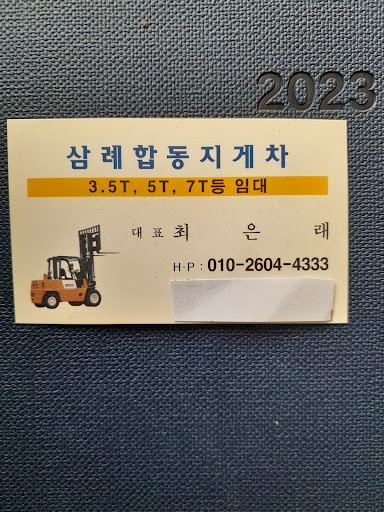 2023
삼례합동지게차
3.5T, 5T, 7T등 임대
대표 최 은 래
H·P : 010-2604-4333